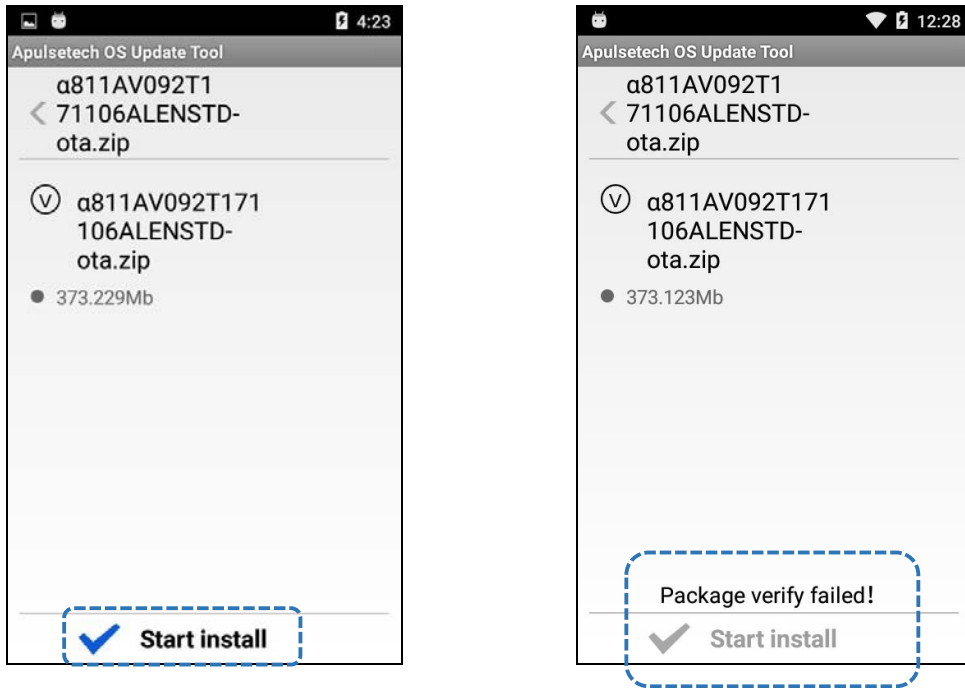 4:23
Apulsetech OS Update Tool
α811AV092T1
71106ALENSTD-
ota.zip
V
α811AV092T171
106ALENSTD-
ota.zip
373.229Mb
Start install
12:28
Apulsetech OS Update Tool
α811AV092T1
71106ALENSTD-
ota.zip
V
α811AV092T171
106ALENSTD-
ota.zip
373.123Mb
Package verify failed!
Start install